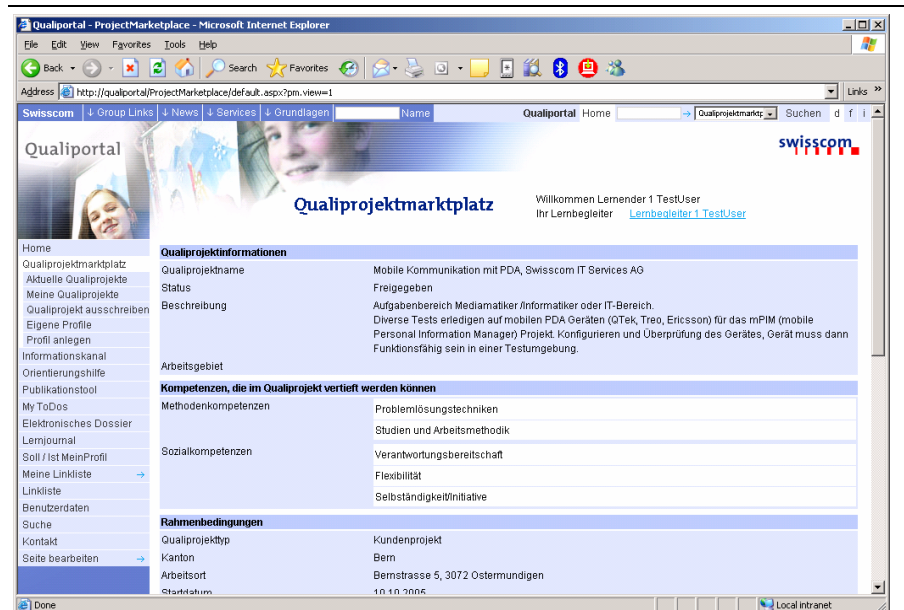 Qualiportal - ProjectMarketplace - Microsoft Internet Explorer
File Edit View Favorites Tools Help
Back Search Favorites
Address http://qualiportal/ProjectMarketplace/default.aspx?pm.view=1 Links »
Swisscom ↓ Group Links ↓ News ↓ Services ↓ Grundlagen Name Qualiportal Home → Qualiprojektmarktp Suchen d f i
Qualiportal
swisscom
Qualiprojektmarktplatz
Willkommen Lernender 1 TestUser
Ihr Lernbegleiter Lernbegleiter 1 TestUser
Home
Qualiprojektmarktplatz
Aktuelle Qualiprojekte
Meine Qualiprojekte
Qualiprojekt ausschreiben
Eigene Profile
Profil anlegen
Informationskanal
Orientierungshilfe
Publikationstool
My ToDos
Elektronisches Dossier
Lernjournal
Soll / Ist MeinProfil
Meine Linkliste →
Linkliste
Benutzerdaten
Suche
Kontakt
Seite bearbeiten →
Qualiprojektinformationen
Qualiprojektname Mobile Kommunikation mit PDA, Swisscom IT Services AG
Status Freigegeben
Beschreibung Aufgabenbereich Mediamatiker /Informatiker oder IT-Bereich.
Diverse Tests erledigen auf mobilen PDA Geräten (QTek, Treo, Ericsson) für das mPIM (mobile
Personal Information Manager) Projekt. Konfigurieren und Überprüfung des Gerätes, Gerät muss dann
Funktionsfähig sein in einer Testumgebung.
Arbeitsgebiet
Kompetenzen, die im Qualiprojekt vertieft werden können
Methodenkompetenzen Problemlösungstechniken
Studien und Arbeitsmethodik
Sozialkompetenzen Verantwortungsbereitschaft
Flexibilität
Selbständigkeit/Initiative
Rahmenbedingungen
Qualiprojekttyp Kundenprojekt
Kanton Bern
Arbeitsort Bernstrasse 5, 3072 Ostermundigen
Startdatum 10.10.2005
Done Local intranet